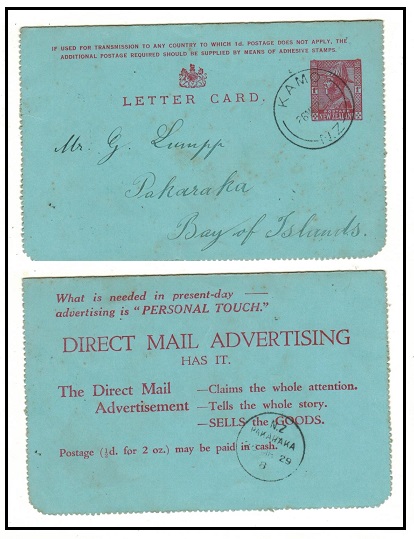 IF USED FOR TRANSMISSION TO ANY COUNTRY TO WHICH 1d. POSTAGE DOES NOT APPLY, THE
ADDITIONAL POSTAGE REQUIRED SHOULD BE SUPPLIED BY MEANS OF ADHESIVE STAMPS.
LETTER CARD.
KAMO
N.Z
NEW ZEALAND
Mr. G. Lumpp
Pakaraka
Bay of Islands.
What is needed in present-day —
advertising is "PERSONAL TOUCH."
DIRECT MAIL ADVERTISING
HAS IT.
The Direct Mail —Claims the whole attention.
Advertisement —Tells the whole story.
—SELLS the GOODS.
Postage (½d. for 2 oz.) may be paid in cash.
N.Z
PAKARAKA
29